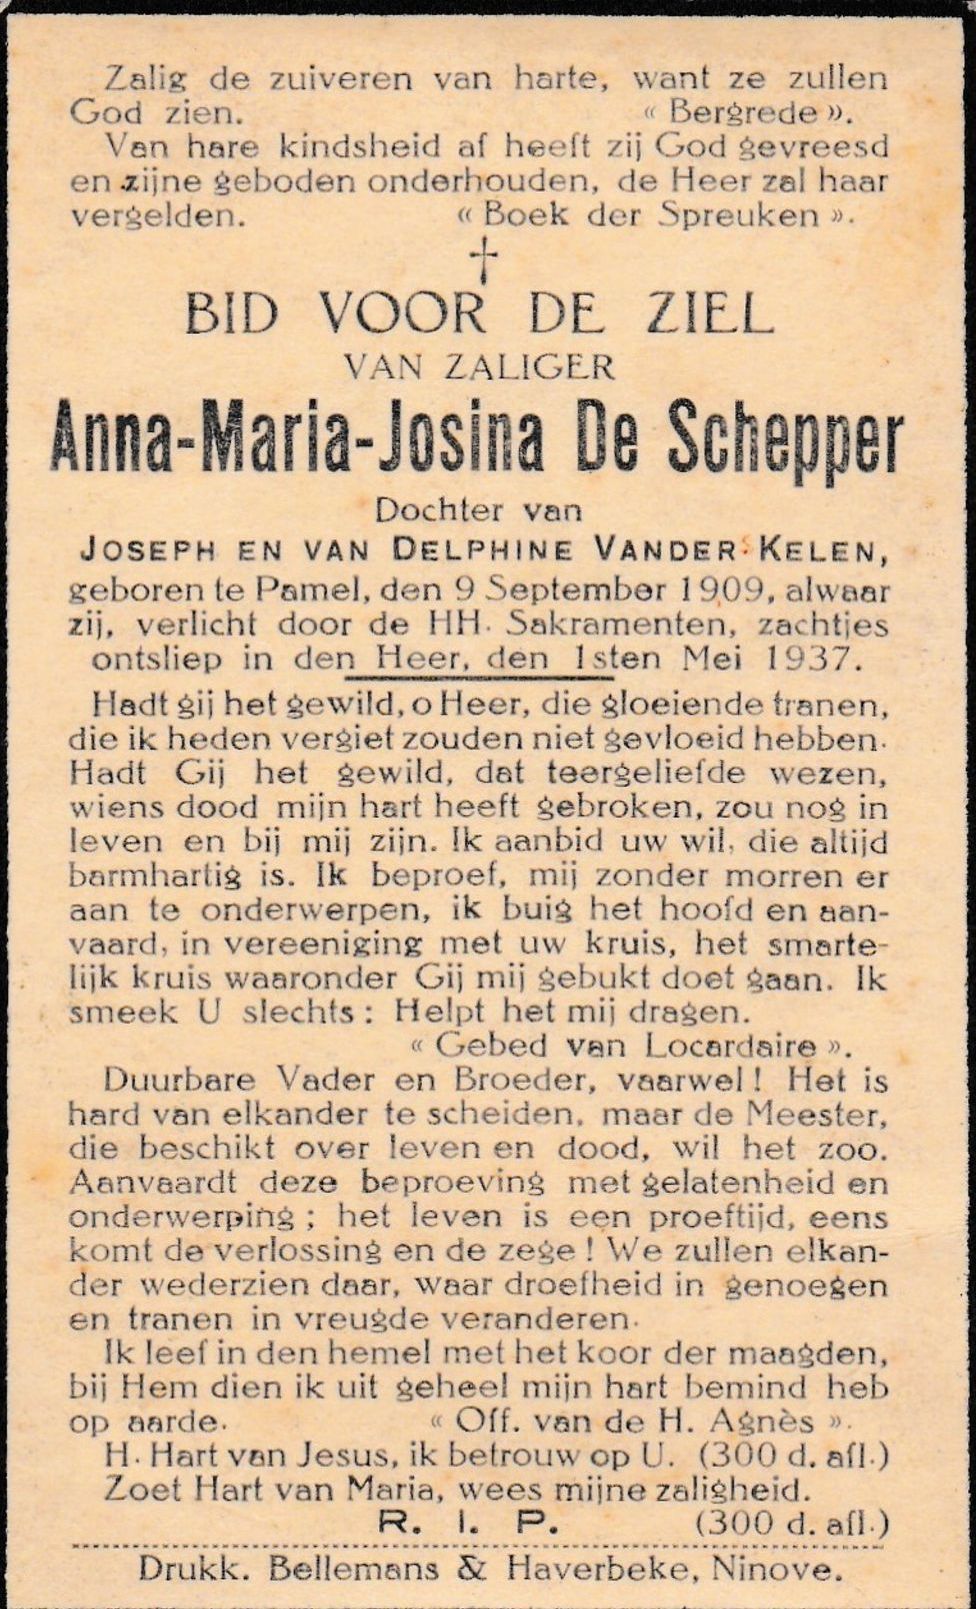 Zalig de zuiveren van harte, want ze zullen
God zien. « Bergrede ».
Van hare kindsheid af heeft zij God gevreesd
en zijne geboden onderhouden, de Heer zal haar
vergelden. « Boek der Spreuken ».
BID VOOR DE ZIEL
VAN ZALIGER
Anna-Maria-Josina De Schepper
Dochter van
JOSEPH EN VAN DELPHINE VANDER KELEN,
geboren te Pamel, den 9 September 1909, alwaar
zij, verlicht door de HH. Sakramenten, zachtjes
ontsliep in den Heer, den 1sten Mei 1937.
Hadt gij het gewild, o Heer, die gloeiende tranen,
die ik heden vergiet zouden niet gevloeid hebben.
Hadt Gij het gewild, dat teergeliefde wezen,
wiens dood mijn hart heeft gebroken, zou nog in
leven en bij mij zijn. Ik aanbid uw wil, die altijd
barmhartig is. Ik beproef, mij zonder morren er
aan te onderwerpen, ik buig het hoofd en aan-
vaard, in vereeniging met uw kruis, het smarte-
lijk kruis waaronder Gij mij gebukt doet gaan. Ik
smeek U slechts : Helpt het mij dragen.
« Gebed van Locardaire ».
Duurbare Vader en Broeder, vaarwel ! Het is
hard van elkander te scheiden, maar de Meester,
die beschikt over leven en dood, wil het zoo.
Aanvaardt deze beproeving met gelatenheid en
onderwerping ; het leven is een proeftijd, eens
komt de verlossing en de zege ! We zullen elkan-
der wederzien daar, waar droefheid in genoegen
en tranen in vreugde veranderen.
Ik leef in den hemel met het koor der maagden,
bij Hem dien ik uit geheel mijn hart bemind heb
op aarde. « Off. van de H. Agnès ».
H. Hart van Jesus, ik betrouw op U. (300 d. afl.)
Zoet Hart van Maria, wees mijne zaligheid.
R. I. P. (300 d. afl.)
Drukk. Bellemans & Haverbeke, Ninove.